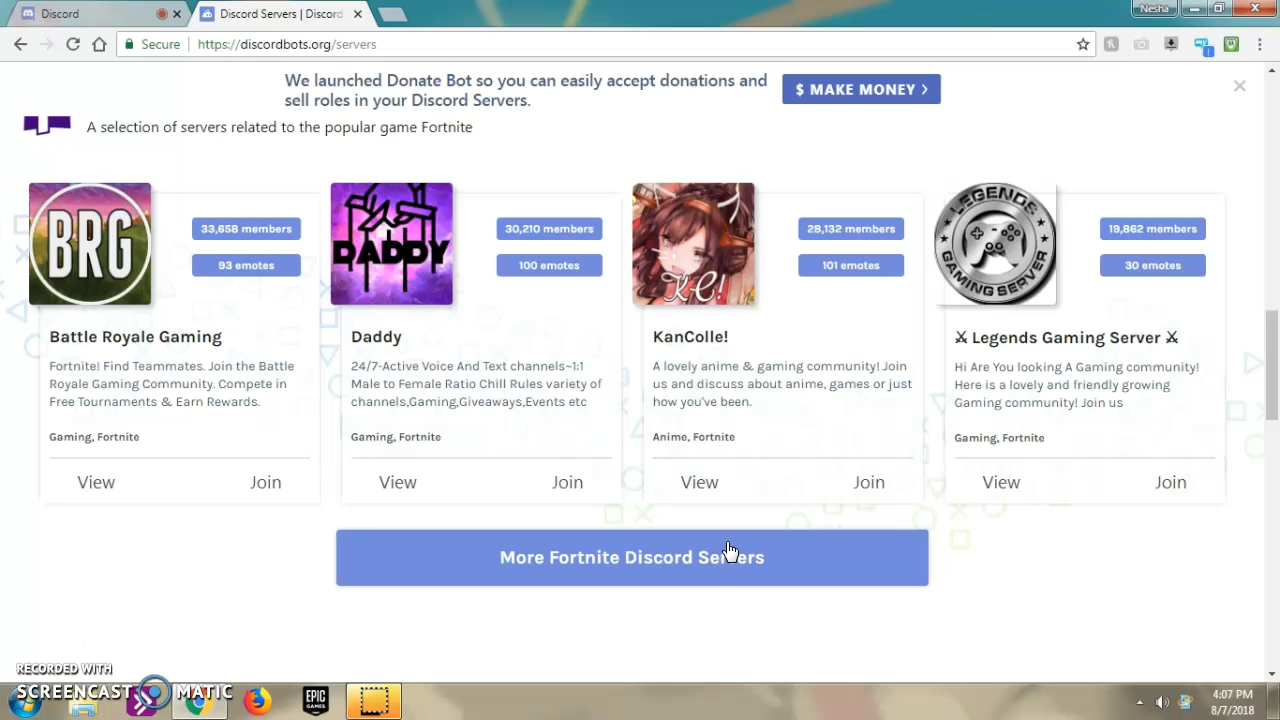 Discord
Discord Servers | Discord
Nesha
Secure
https://discordbots.org/servers
We launched Donate Bot so you can easily accept donations and
sell roles in your Discord Servers.
$ MAKE MONEY >
A selection of servers related to the popular game Fortnite
BRG
33,658 members
93 emotes
Battle Royale Gaming
Fortnite! Find Teammates. Join the Battle
Royale Gaming Community. Compete in
Free Tournaments & Earn Rewards.
Gaming, Fortnite
View
Join
DADDY
30,210 members
100 emotes
Daddy
24/7-Active Voice And Text channels~1:1
Male to Female Ratio Chill Rules variety of
channels,Gaming,Giveaways,Events etc
Gaming, Fortnite
View
Join
KC!
28,132 members
101 emotes
KanColle!
A lovely anime & gaming community! Join
us and discuss about anime, games or just
how you've been.
Anime, Fortnite
View
Join
LEGENDS
GAMING SERVER
19,862 members
30 emotes
⚔ Legends Gaming Server ⚔
Hi Are You looking A Gaming community!
Here is a lovely and friendly growing
Gaming community! Join us
Gaming, Fortnite
View
Join
More Fortnite Discord Servers
RECORDED WITH
SCREENCAST MATIC
EPIC
GAMES
4:07 PM
8/7/2018